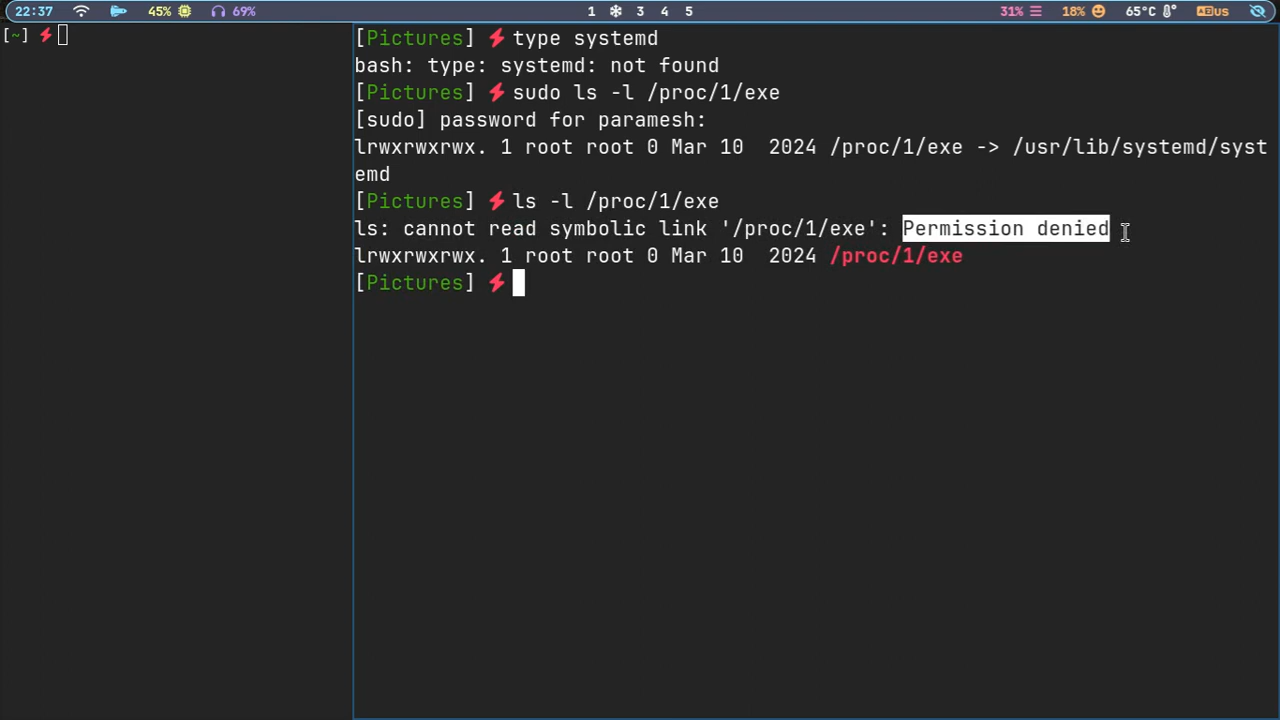 22:37 45% 69% 1 3 4 5 31% 18% 65°C us
[~]
[Pictures] type systemd
bash: type: systemd: not found
[Pictures] sudo ls -l /proc/1/exe
[sudo] password for paramesh:
lrwxrwxrwx. 1 root root 0 Mar 10  2024 /proc/1/exe -> /usr/lib/systemd/syst
emd
[Pictures] ls -l /proc/1/exe
ls: cannot read symbolic link '/proc/1/exe': Permission denied
lrwxrwxrwx. 1 root root 0 Mar 10  2024 /proc/1/exe
[Pictures]